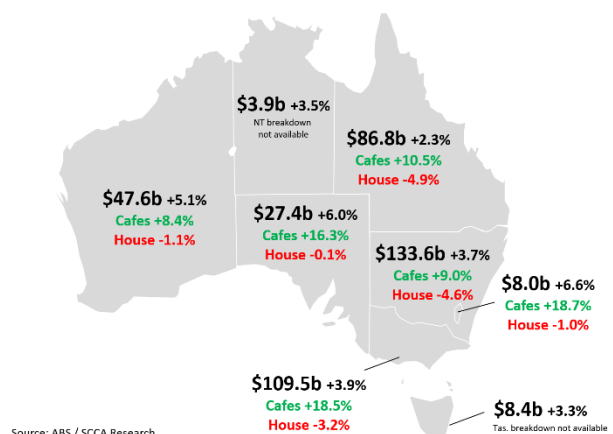 $3.9b +3.5%
NT breakdown
not available
$86.8b +2.3%
Cafes +10.5%
House -4.9%
$47.6b +5.1%
Cafes +8.4%
House -1.1%
$27.4b +6.0%
Cafes +16.3%
House -0.1%
$133.6b +3.7%
Cafes +9.0%
House -4.6%
$8.0b +6.6%
Cafes +18.7%
House -1.0%
$109.5b +3.9%
Cafes +18.5%
House -3.2%
$8.4b +3.3%
Tas. breakdown not available
Source: ABS / SCCA Research